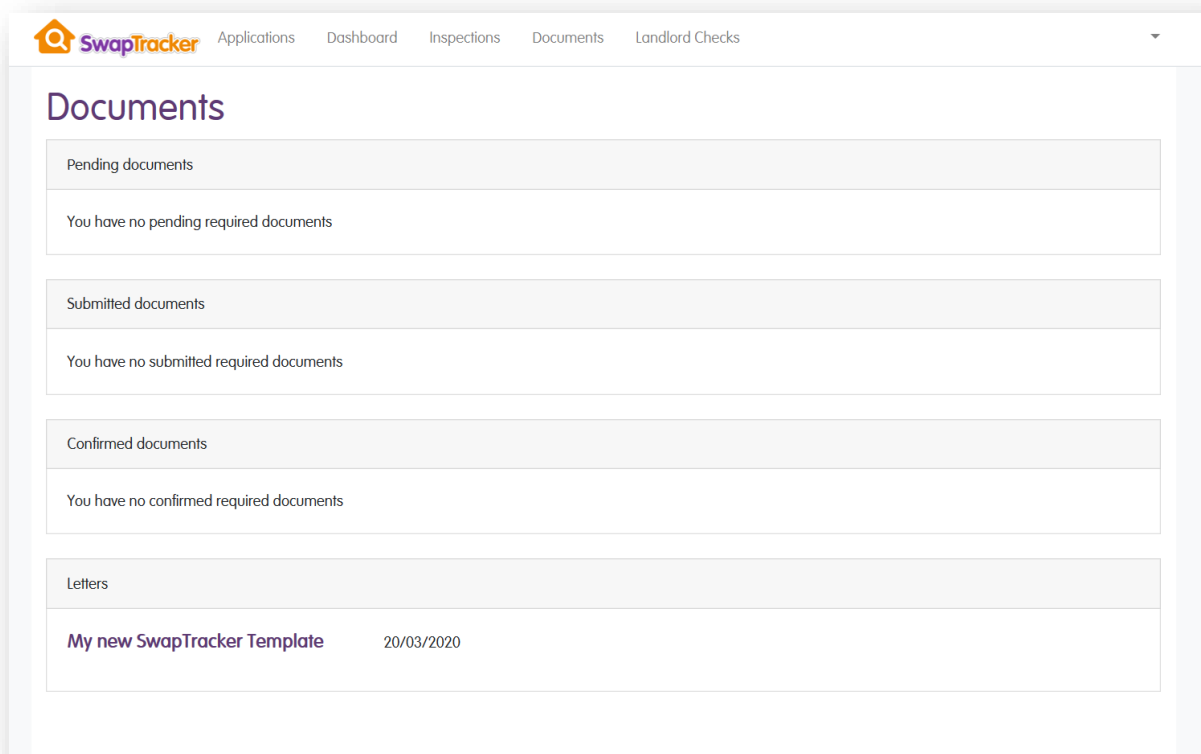 SwapTracker Applications Dashboard Inspections Documents Landlord Checks
Documents
Pending documents
You have no pending required documents
Submitted documents
You have no submitted required documents
Confirmed documents
You have no confirmed required documents
Letters
My new SwapTracker Template 20/03/2020